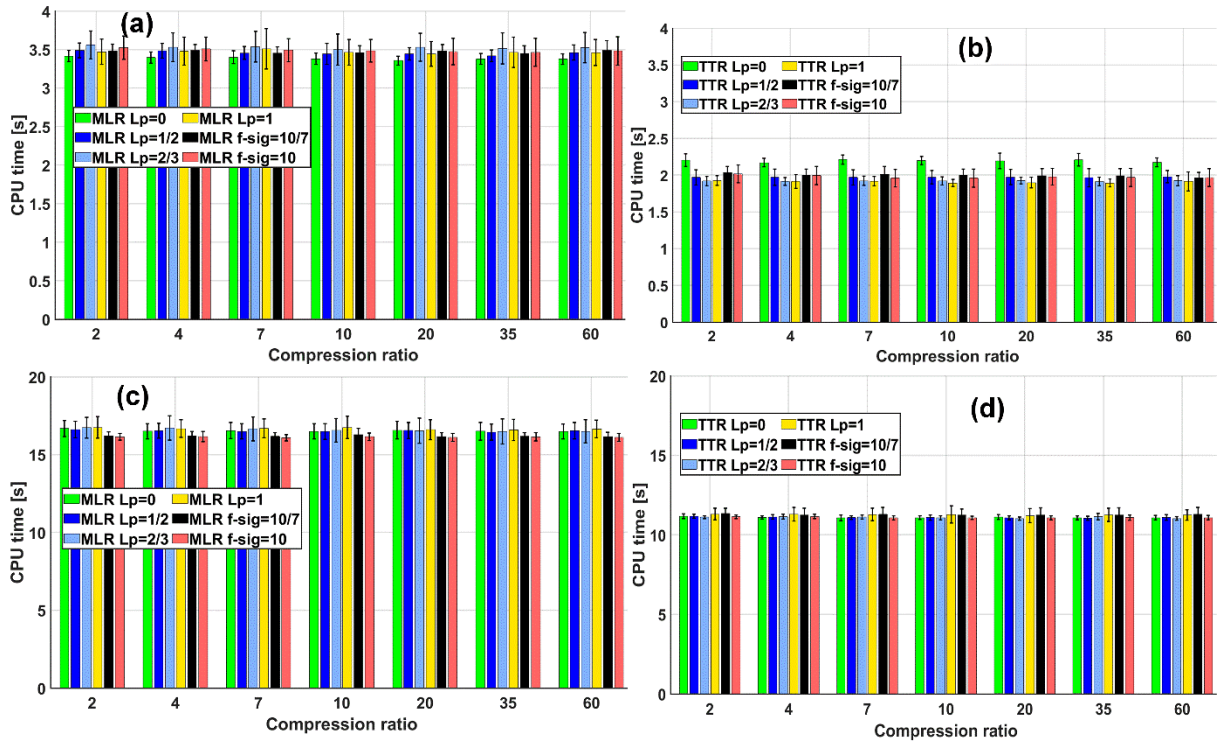 (a)
CPU time [s]
4
3.5
3
2.5
2
1.5
1
0.5
0
MLR Lp=0 MLR Lp=1
MLR Lp=1/2 MLR f-sig=10/7
MLR Lp=2/3 MLR f-sig=10
2 4 7 10 20 35 60
Compression ratio
(b)
CPU time [s]
4
3.5
3
2.5
2
1.5
1
0.5
0
TTR Lp=0 TTR Lp=1
TTR Lp=1/2 TTR f-sig=10/7
TTR Lp=2/3 TTR f-sig=10
2 4 7 10 20 35 60
Compression ratio
(c)
CPU time [s]
20
15
10
5
0
MLR Lp=0 MLR Lp=1
MLR Lp=1/2 MLR f-sig=10/7
MLR Lp=2/3 MLR f-sig=10
2 4 7 10 20 35 60
Compression ratio
(d)
CPU time [s]
20
15
10
5
0
TTR Lp=0 TTR Lp=1
TTR Lp=1/2 TTR f-sig=10/7
TTR Lp=2/3 TTR f-sig=10
2 4 7 10 20 35 60
Compression ratio